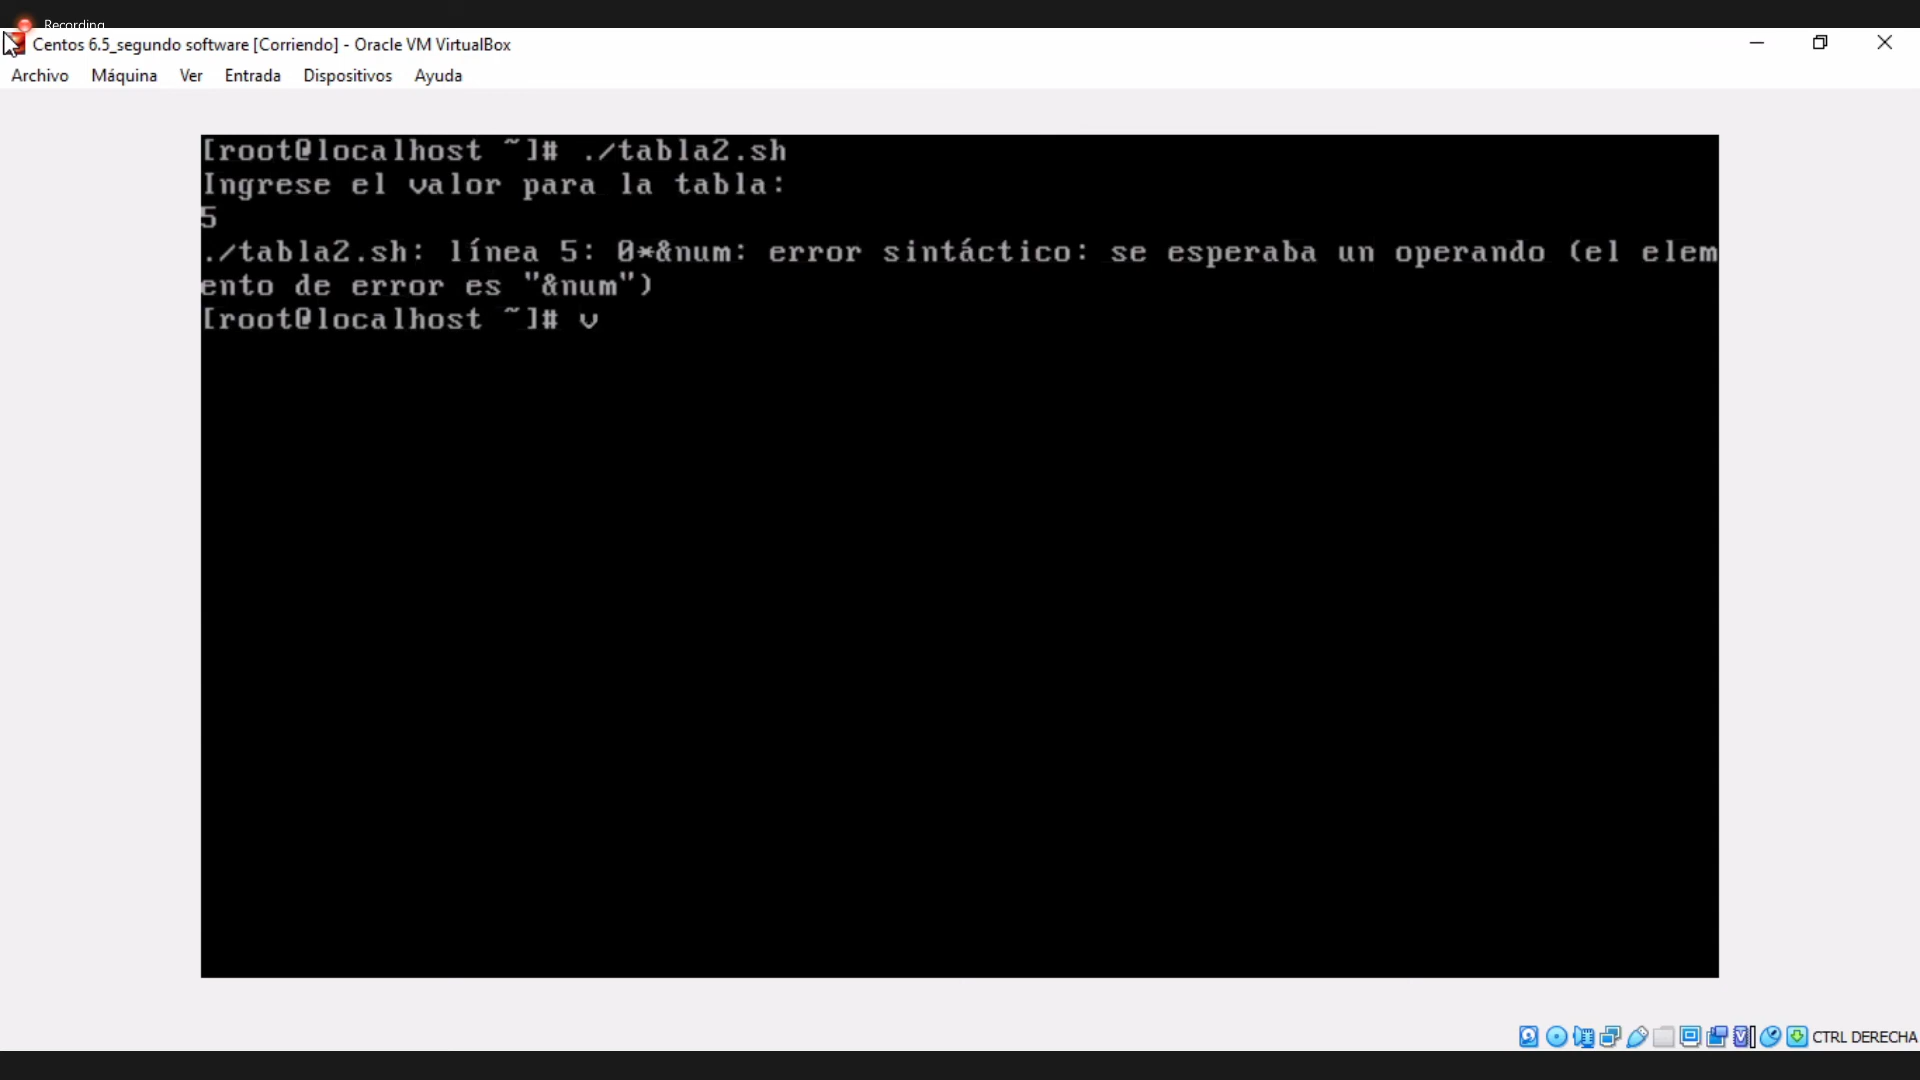 Recording
Centos 6.5_segundo software [Corriendo] - Oracle VM VirtualBox
Archivo Máquina Ver Entrada Dispositivos Ayuda
[root@localhost ~]# ./tabla2.sh
Ingrese el valor para la tabla:
5
./tabla2.sh: línea 5: 0*&num: error sintáctico: se esperaba un operando (el elem
ento de error es "&num")
[root@localhost ~]# v
CTRL DERECHA